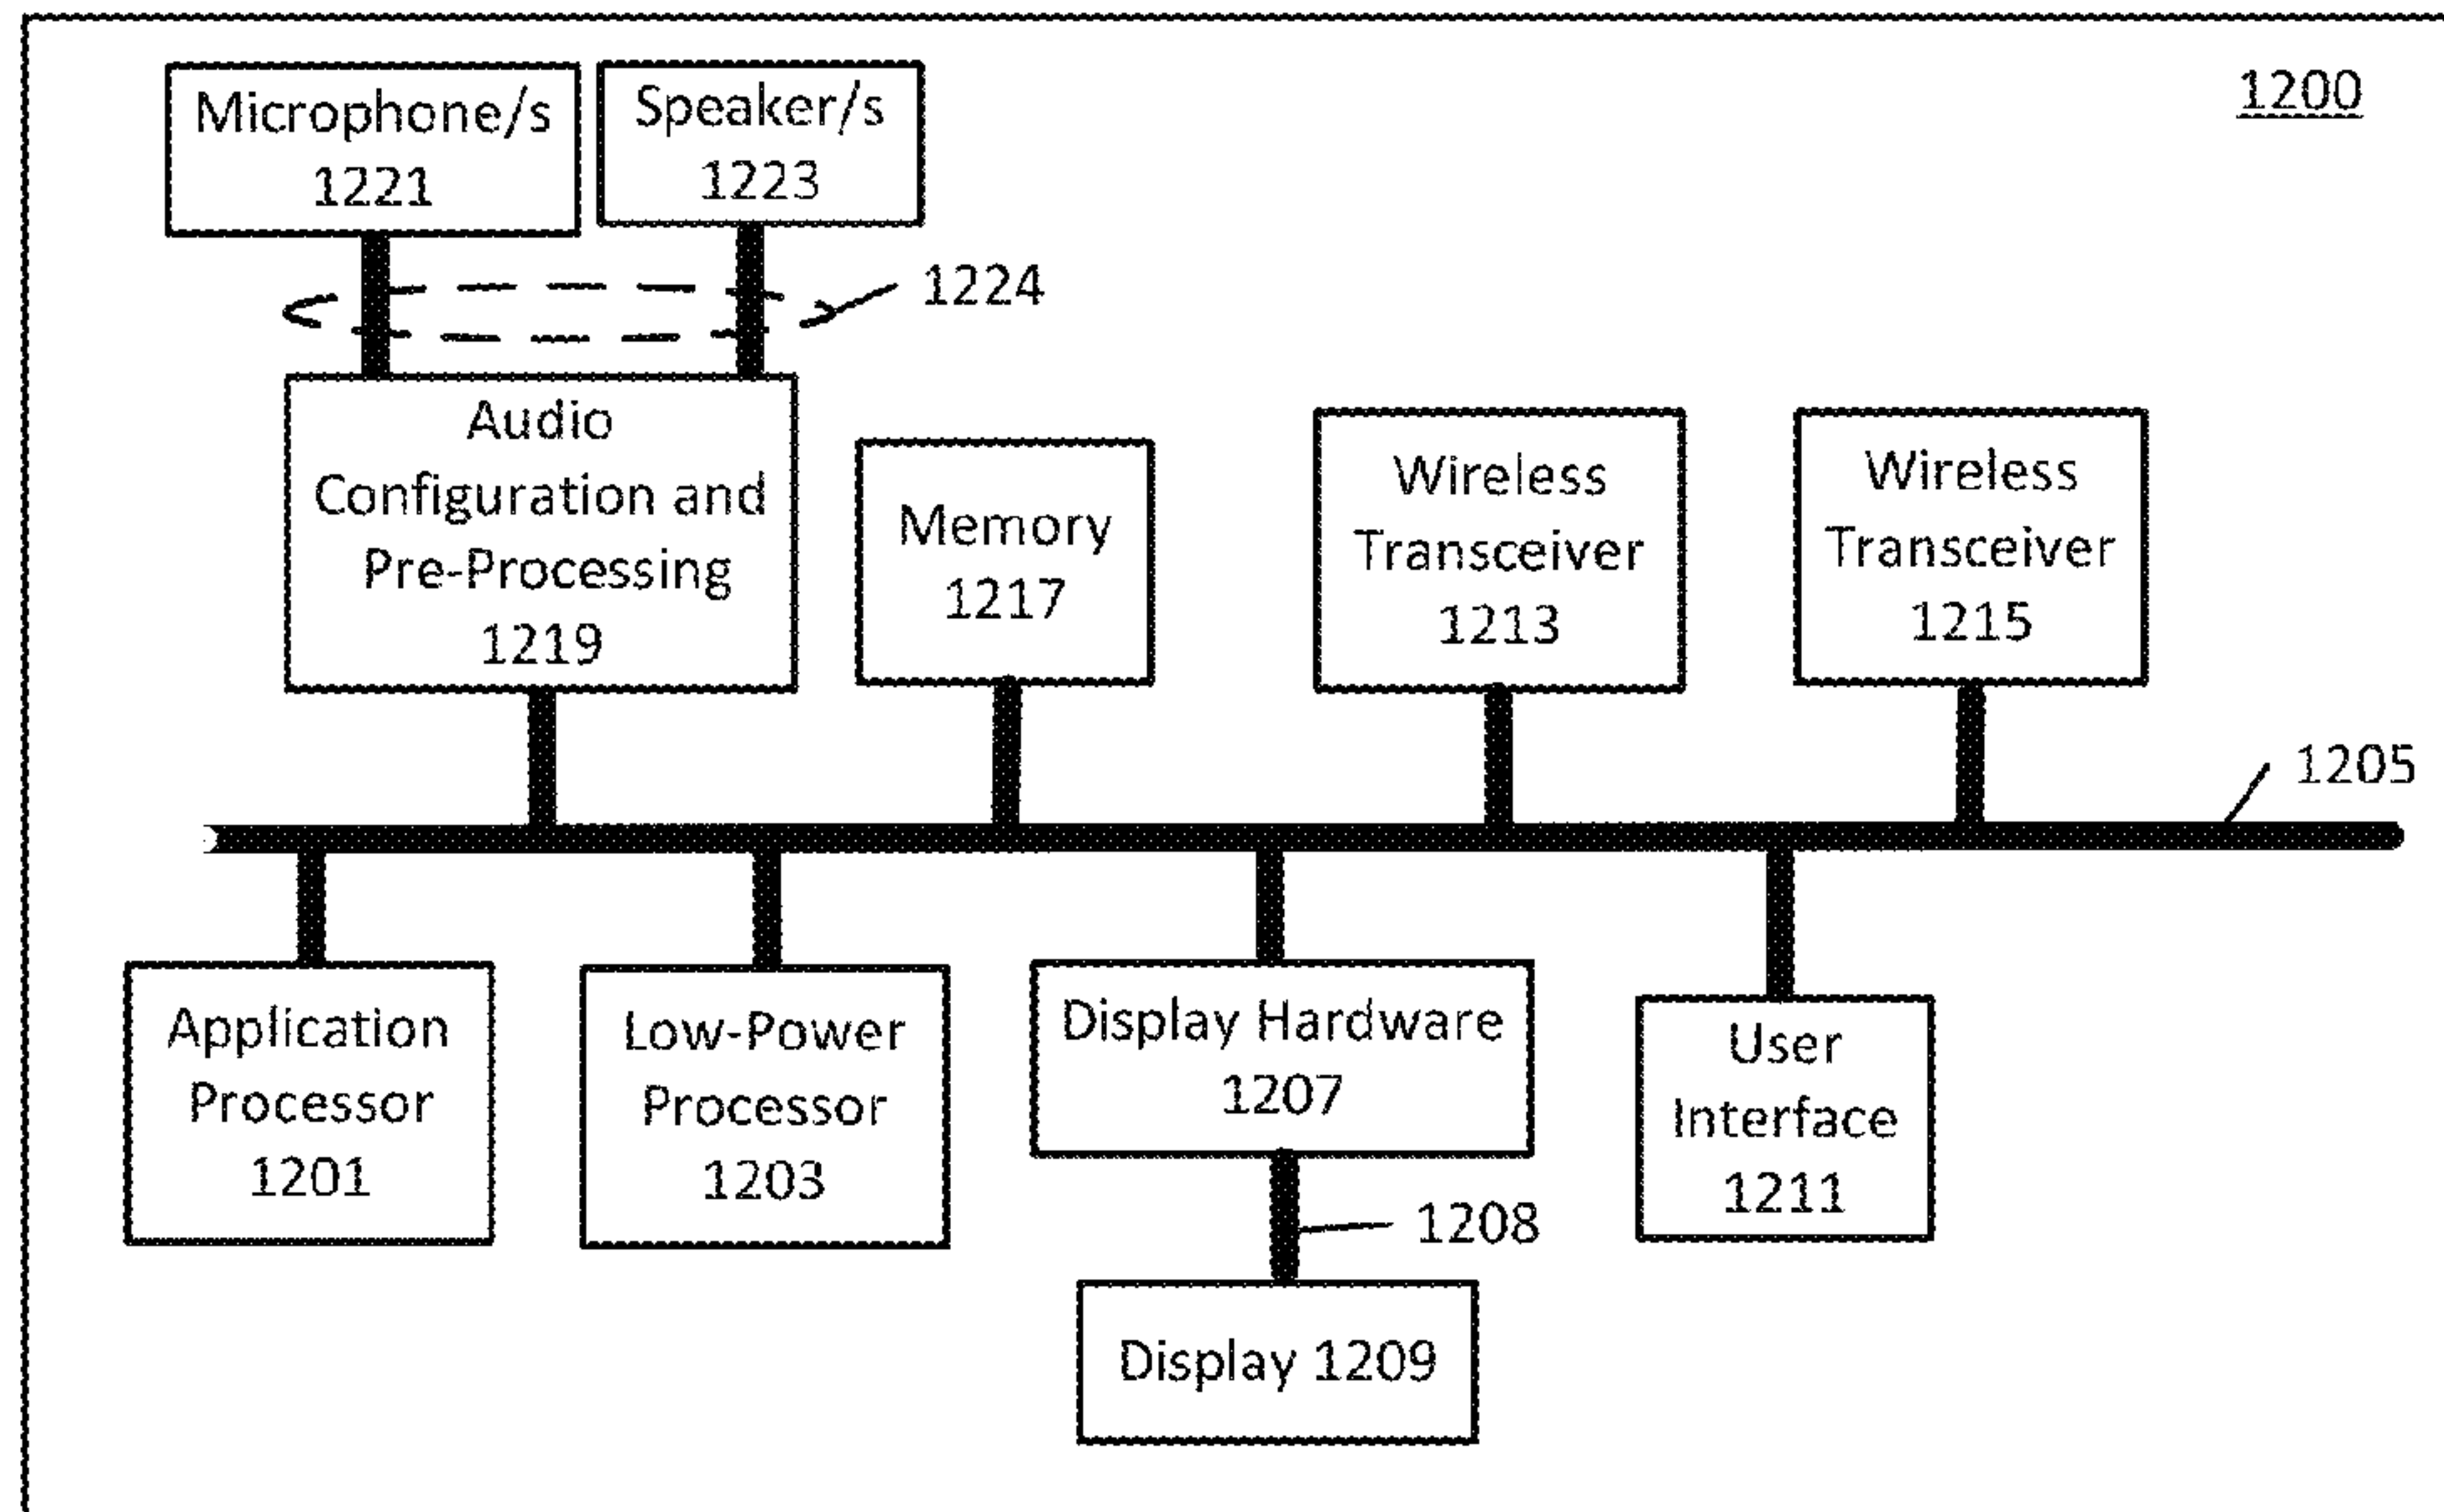 1200
Microphone/s
1221
Speaker/s
1223
1224
Audio
Configuration and
Pre-Processing
1219
Memory
1217
Wireless
Transceiver
1213
Wireless
Transceiver
1215
1205
Application
Processor
1201
Low-Power
Processor
1203
Display Hardware
1207
User
Interface
1211
1208
Display 1209